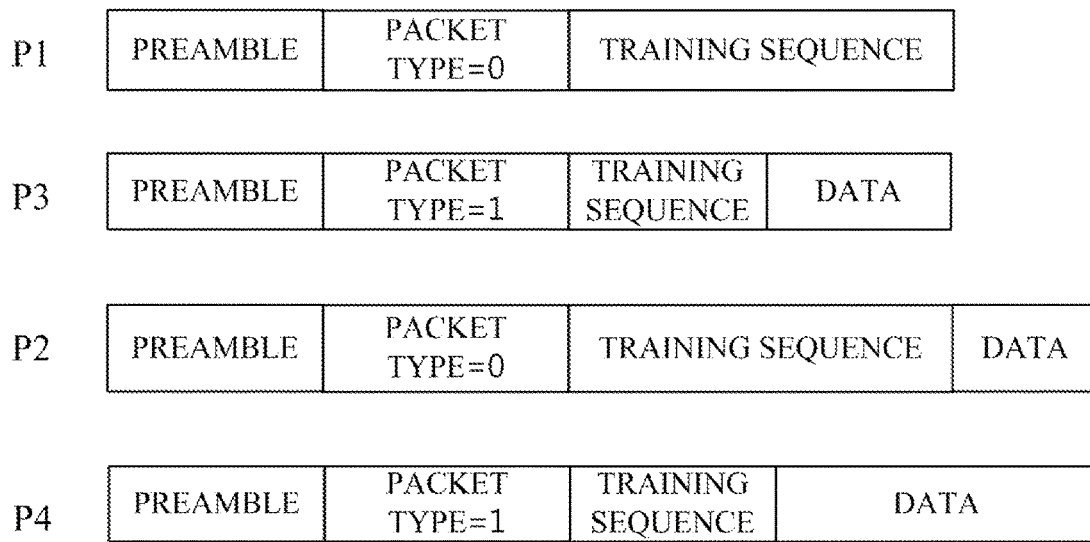 P1 PREAMBLE PACKET TYPE=0 TRAINING SEQUENCE
P3 PREAMBLE PACKET TYPE=1 TRAINING SEQUENCE DATA
P2 PREAMBLE PACKET TYPE=0 TRAINING SEQUENCE DATA
P4 PREAMBLE PACKET TYPE=1 TRAINING SEQUENCE DATA